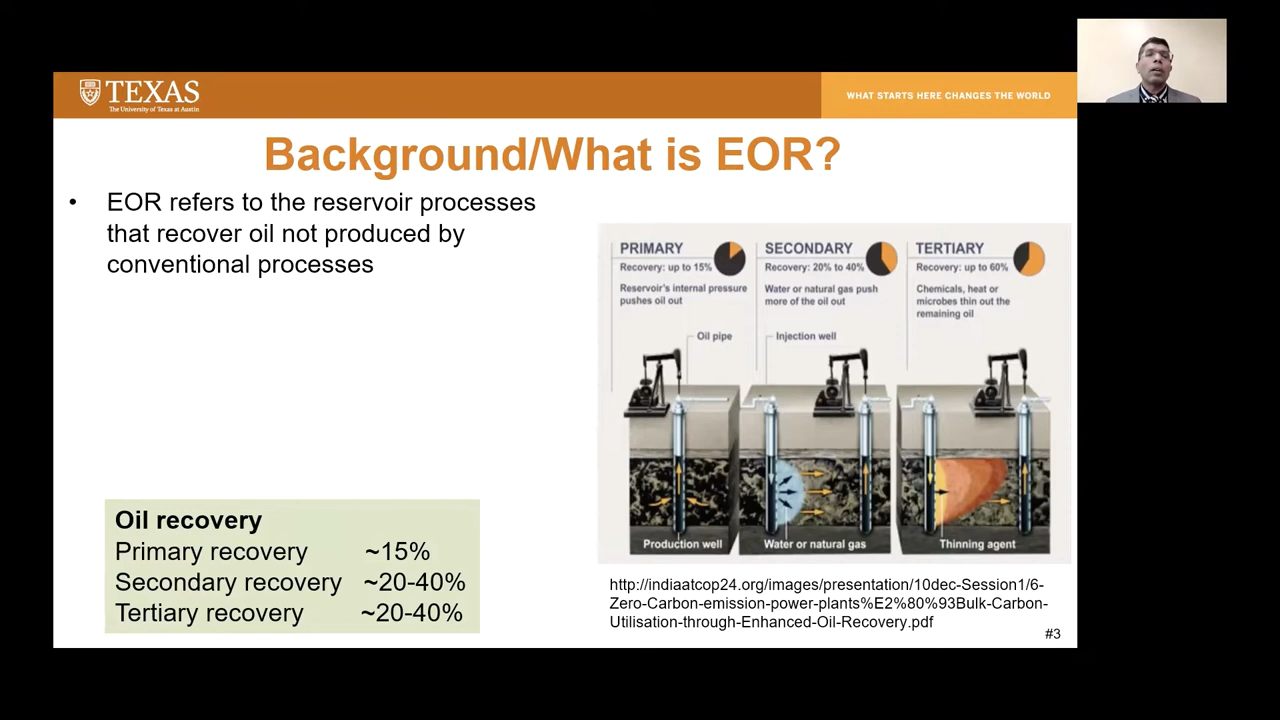 TEXAS
The University of Texas at Austin
WHAT STARTS HERE CHANGES THE WORLD
Background/What is EOR?
• EOR refers to the reservoir processes
that recover oil not produced by
conventional processes
PRIMARY
Recovery: up to 15%
Reservoir's internal pressure
pushes oil out
SECONDARY
Recovery: 20% to 40%
Water or natural gas push
more of the oil out
TERTIARY
Recovery: up to 60%
Chemicals, heat or
microbes thin out the
remaining oil
Oil pipe
Injection well
Production well
Water or natural gas
Thinning agent
Oil recovery
Primary recovery ~15%
Secondary recovery ~20-40%
Tertiary recovery ~20-40%
http://indiaatcop24.org/images/presentation/10dec-Session1/6-
Zero-Carbon-emission-power-plants%E2%80%93Bulk-Carbon-
Utilisation-through-Enhanced-Oil-Recovery.pdf
#3